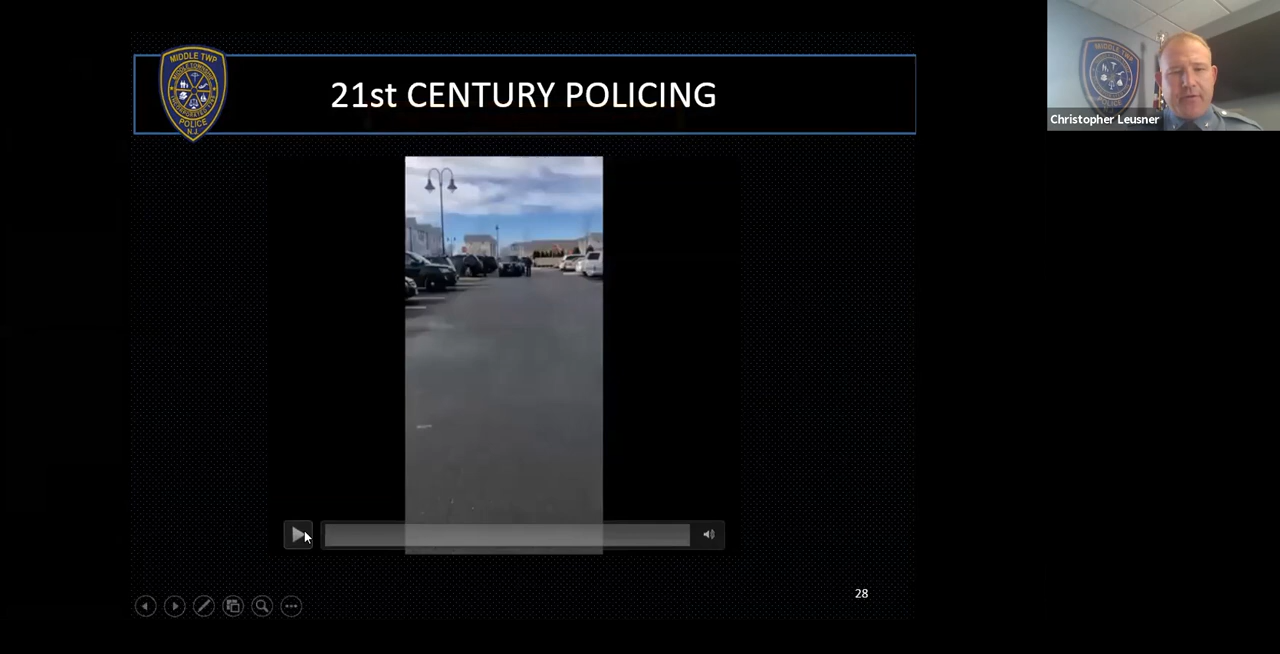 MIDDLE TWP
POLICE
N.J.
21st CENTURY POLICING
Christopher Leusner
28